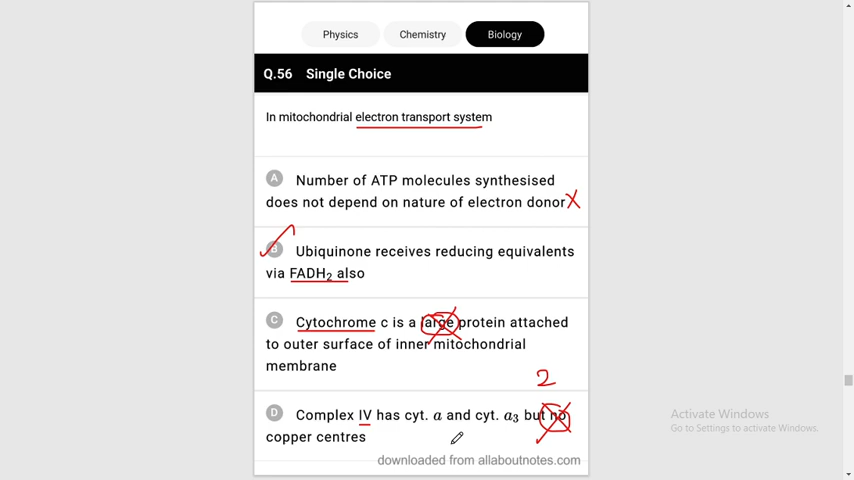 Physics
Chemistry
Biology
Q.56 Single Choice
In mitochondrial electron transport system
A Number of ATP molecules synthesised
does not depend on nature of electron donor
B Ubiquinone receives reducing equivalents
via FADH₂ also
C Cytochrome c is a large protein attached
to outer surface of inner mitochondrial
membrane
2
D Complex IV has cyt. a and cyt. a₃ but no
copper centres
downloaded from allaboutnotes.com
Activate Windows
Go to Settings to activate Windows.